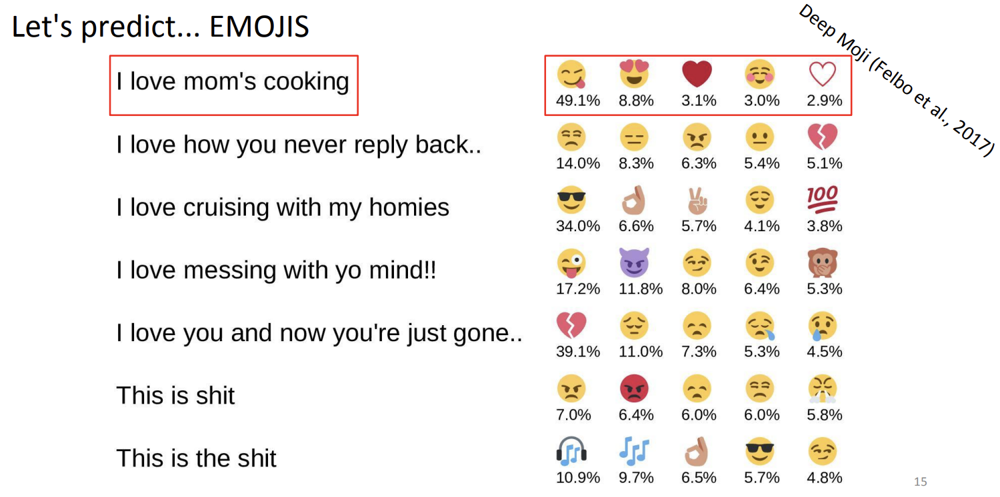 Let's predict... EMOJIS
Deep Moji (Felbo et al., 2017)
I love mom's cooking
49.1% 8.8% 3.1% 3.0% 2.9%
I love how you never reply back..
14.0% 8.3% 6.3% 5.4% 5.1%
I love cruising with my homies
100
34.0% 6.6% 5.7% 4.1% 3.8%
I love messing with yo mind!!
17.2% 11.8% 8.0% 6.4% 5.3%
I love you and now you're just gone..
39.1% 11.0% 7.3% 5.3% 4.5%
This is shit
7.0% 6.4% 6.0% 6.0% 5.8%
This is the shit
10.9% 9.7% 6.5% 5.7% 4.8%
15